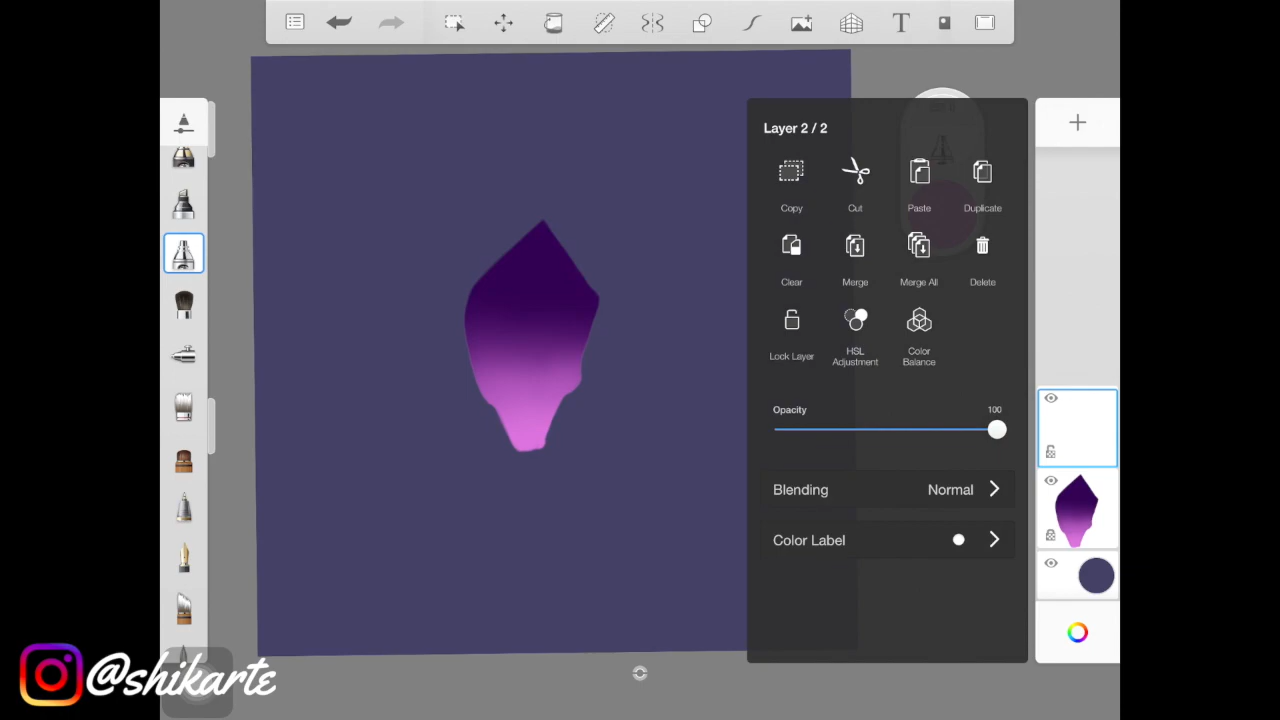 T
Layer 2 / 2
Copy
Cut
Paste
Duplicate
Clear
Merge
Merge All
Delete
Lock Layer
HSL
Adjustment
Color
Balance
Opacity
100
Blending
Normal
Color Label
@shikarte